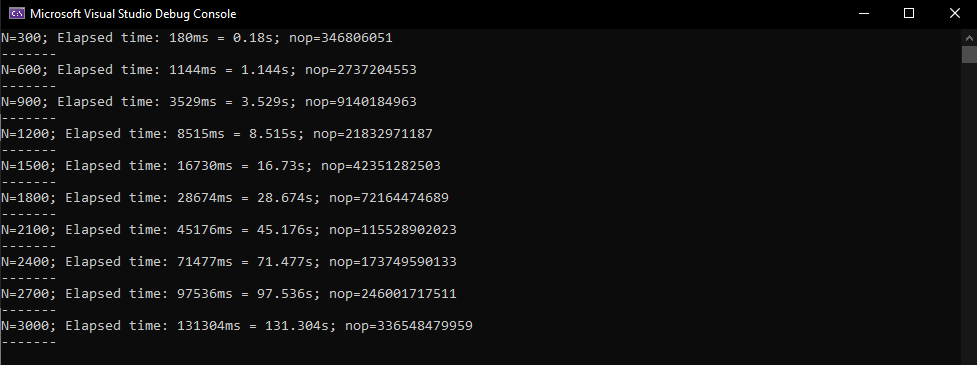 Microsoft Visual Studio Debug Console
N=300; Elapsed time: 180ms = 0.18s; nop=346806051
-------
N=600; Elapsed time: 1144ms = 1.144s; nop=2737204553
-------
N=900; Elapsed time: 3529ms = 3.529s; nop=9140184963
-------
N=1200; Elapsed time: 8515ms = 8.515s; nop=21832971187
-------
N=1500; Elapsed time: 16730ms = 16.73s; nop=42351282503
-------
N=1800; Elapsed time: 28674ms = 28.674s; nop=72164474689
-------
N=2100; Elapsed time: 45176ms = 45.176s; nop=115528902023
-------
N=2400; Elapsed time: 71477ms = 71.477s; nop=173749590133
-------
N=2700; Elapsed time: 97536ms = 97.536s; nop=246001717511
-------
N=3000; Elapsed time: 131304ms = 131.304s; nop=336548479959
-------